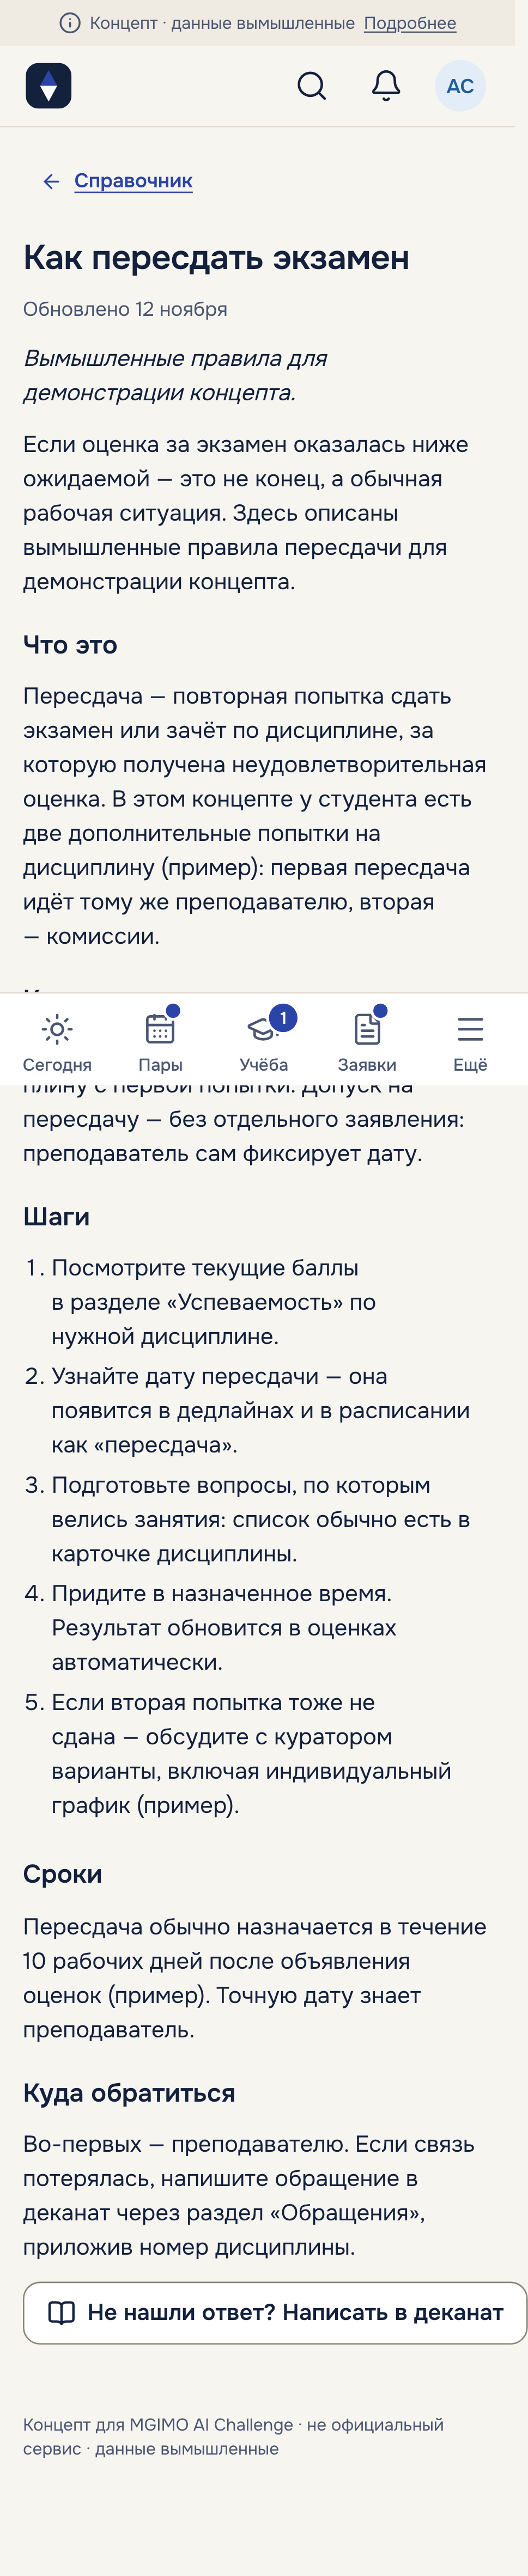 Концепт · данные вымышленные Подробнее
АС
← Справочник
Как пересдать экзамен
Обновлено 12 ноября
Вымышленные правила для
демонстрации концепта.
Если оценка за экзамен оказалась ниже
ожидаемой — это не конец, а обычная
рабочая ситуация. Здесь описаны
вымышленные правила пересдачи для
демонстрации концепта.
Что это
Пересдача — повторная попытка сдать
экзамен или зачёт по дисциплине, за
которую получена неудовлетворительная
оценка. В этом концепте у студента есть
две дополнительные попытки на
дисциплину (пример): первая пересдача
идёт тому же преподавателю, вторая
— комиссии.
1
Сегодня Пары Учёба Заявки Ещё
плину с первой попытки. Допуск на
пересдачу — без отдельного заявления:
преподаватель сам фиксирует дату.
Шаги
1. Посмотрите текущие баллы
в разделе «Успеваемость» по
нужной дисциплине.
2. Узнайте дату пересдачи — она
появится в дедлайнах и в расписании
как «пересдача».
3. Подготовьте вопросы, по которым
велись занятия: список обычно есть в
карточке дисциплины.
4. Придите в назначенное время.
Результат обновится в оценках
автоматически.
5. Если вторая попытка тоже не
сдана — обсудите с куратором
варианты, включая индивидуальный
график (пример).
Сроки
Пересдача обычно назначается в течение
10 рабочих дней после объявления
оценок (пример). Точную дату знает
преподаватель.
Куда обратиться
Во-первых — преподавателю. Если связь
потерялась, напишите обращение в
деканат через раздел «Обращения»,
приложив номер дисциплины.
Не нашли ответ? Написать в деканат
Концепт для MGIMO AI Challenge · не официальный
сервис · данные вымышленные